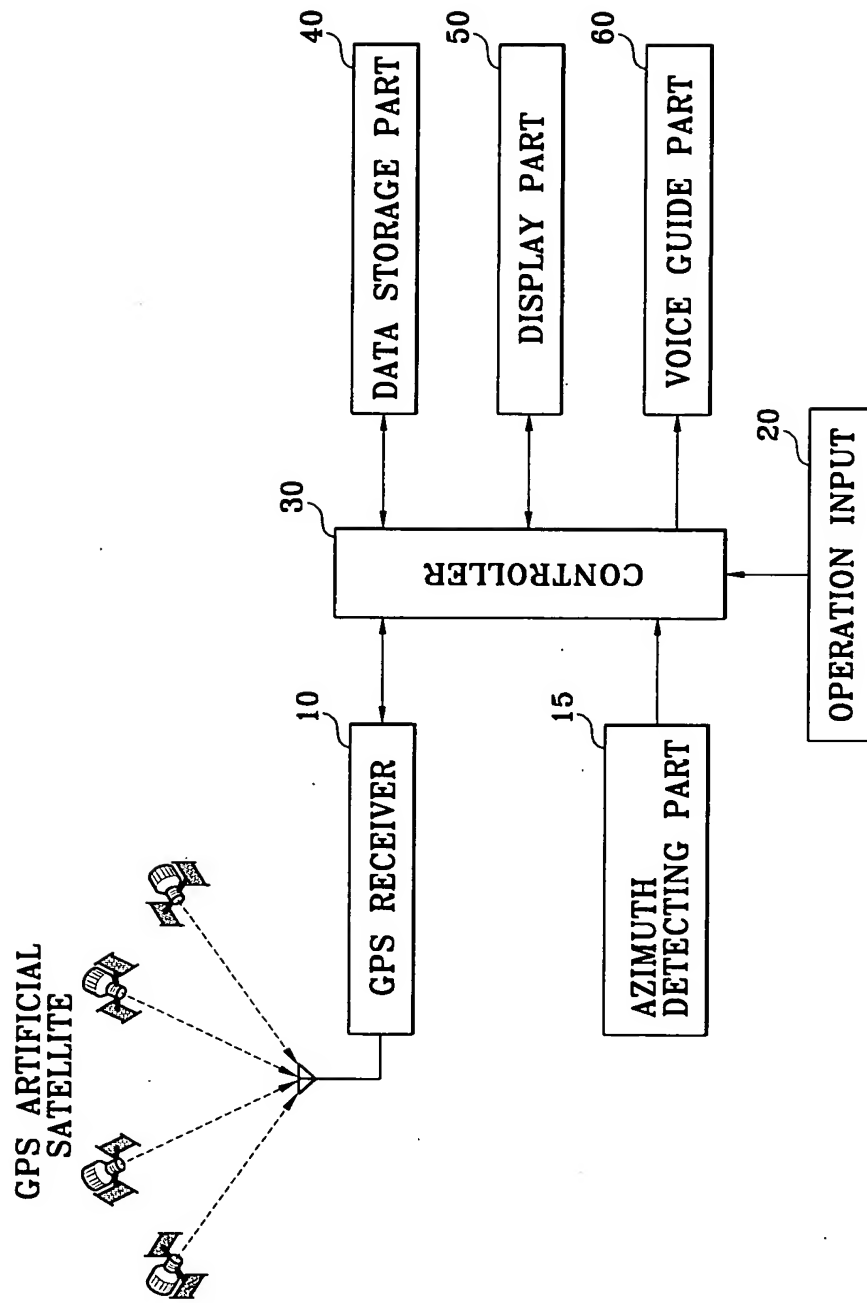 GPS ARTIFICIAL
SATELLITE
10
GPS RECEIVER
15
AZIMUTH
DETECTING PART
30
CONTROLLER
40
DATA STORAGE PART
50
DISPLAY PART
60
VOICE GUIDE PART
20
OPERATION INPUT